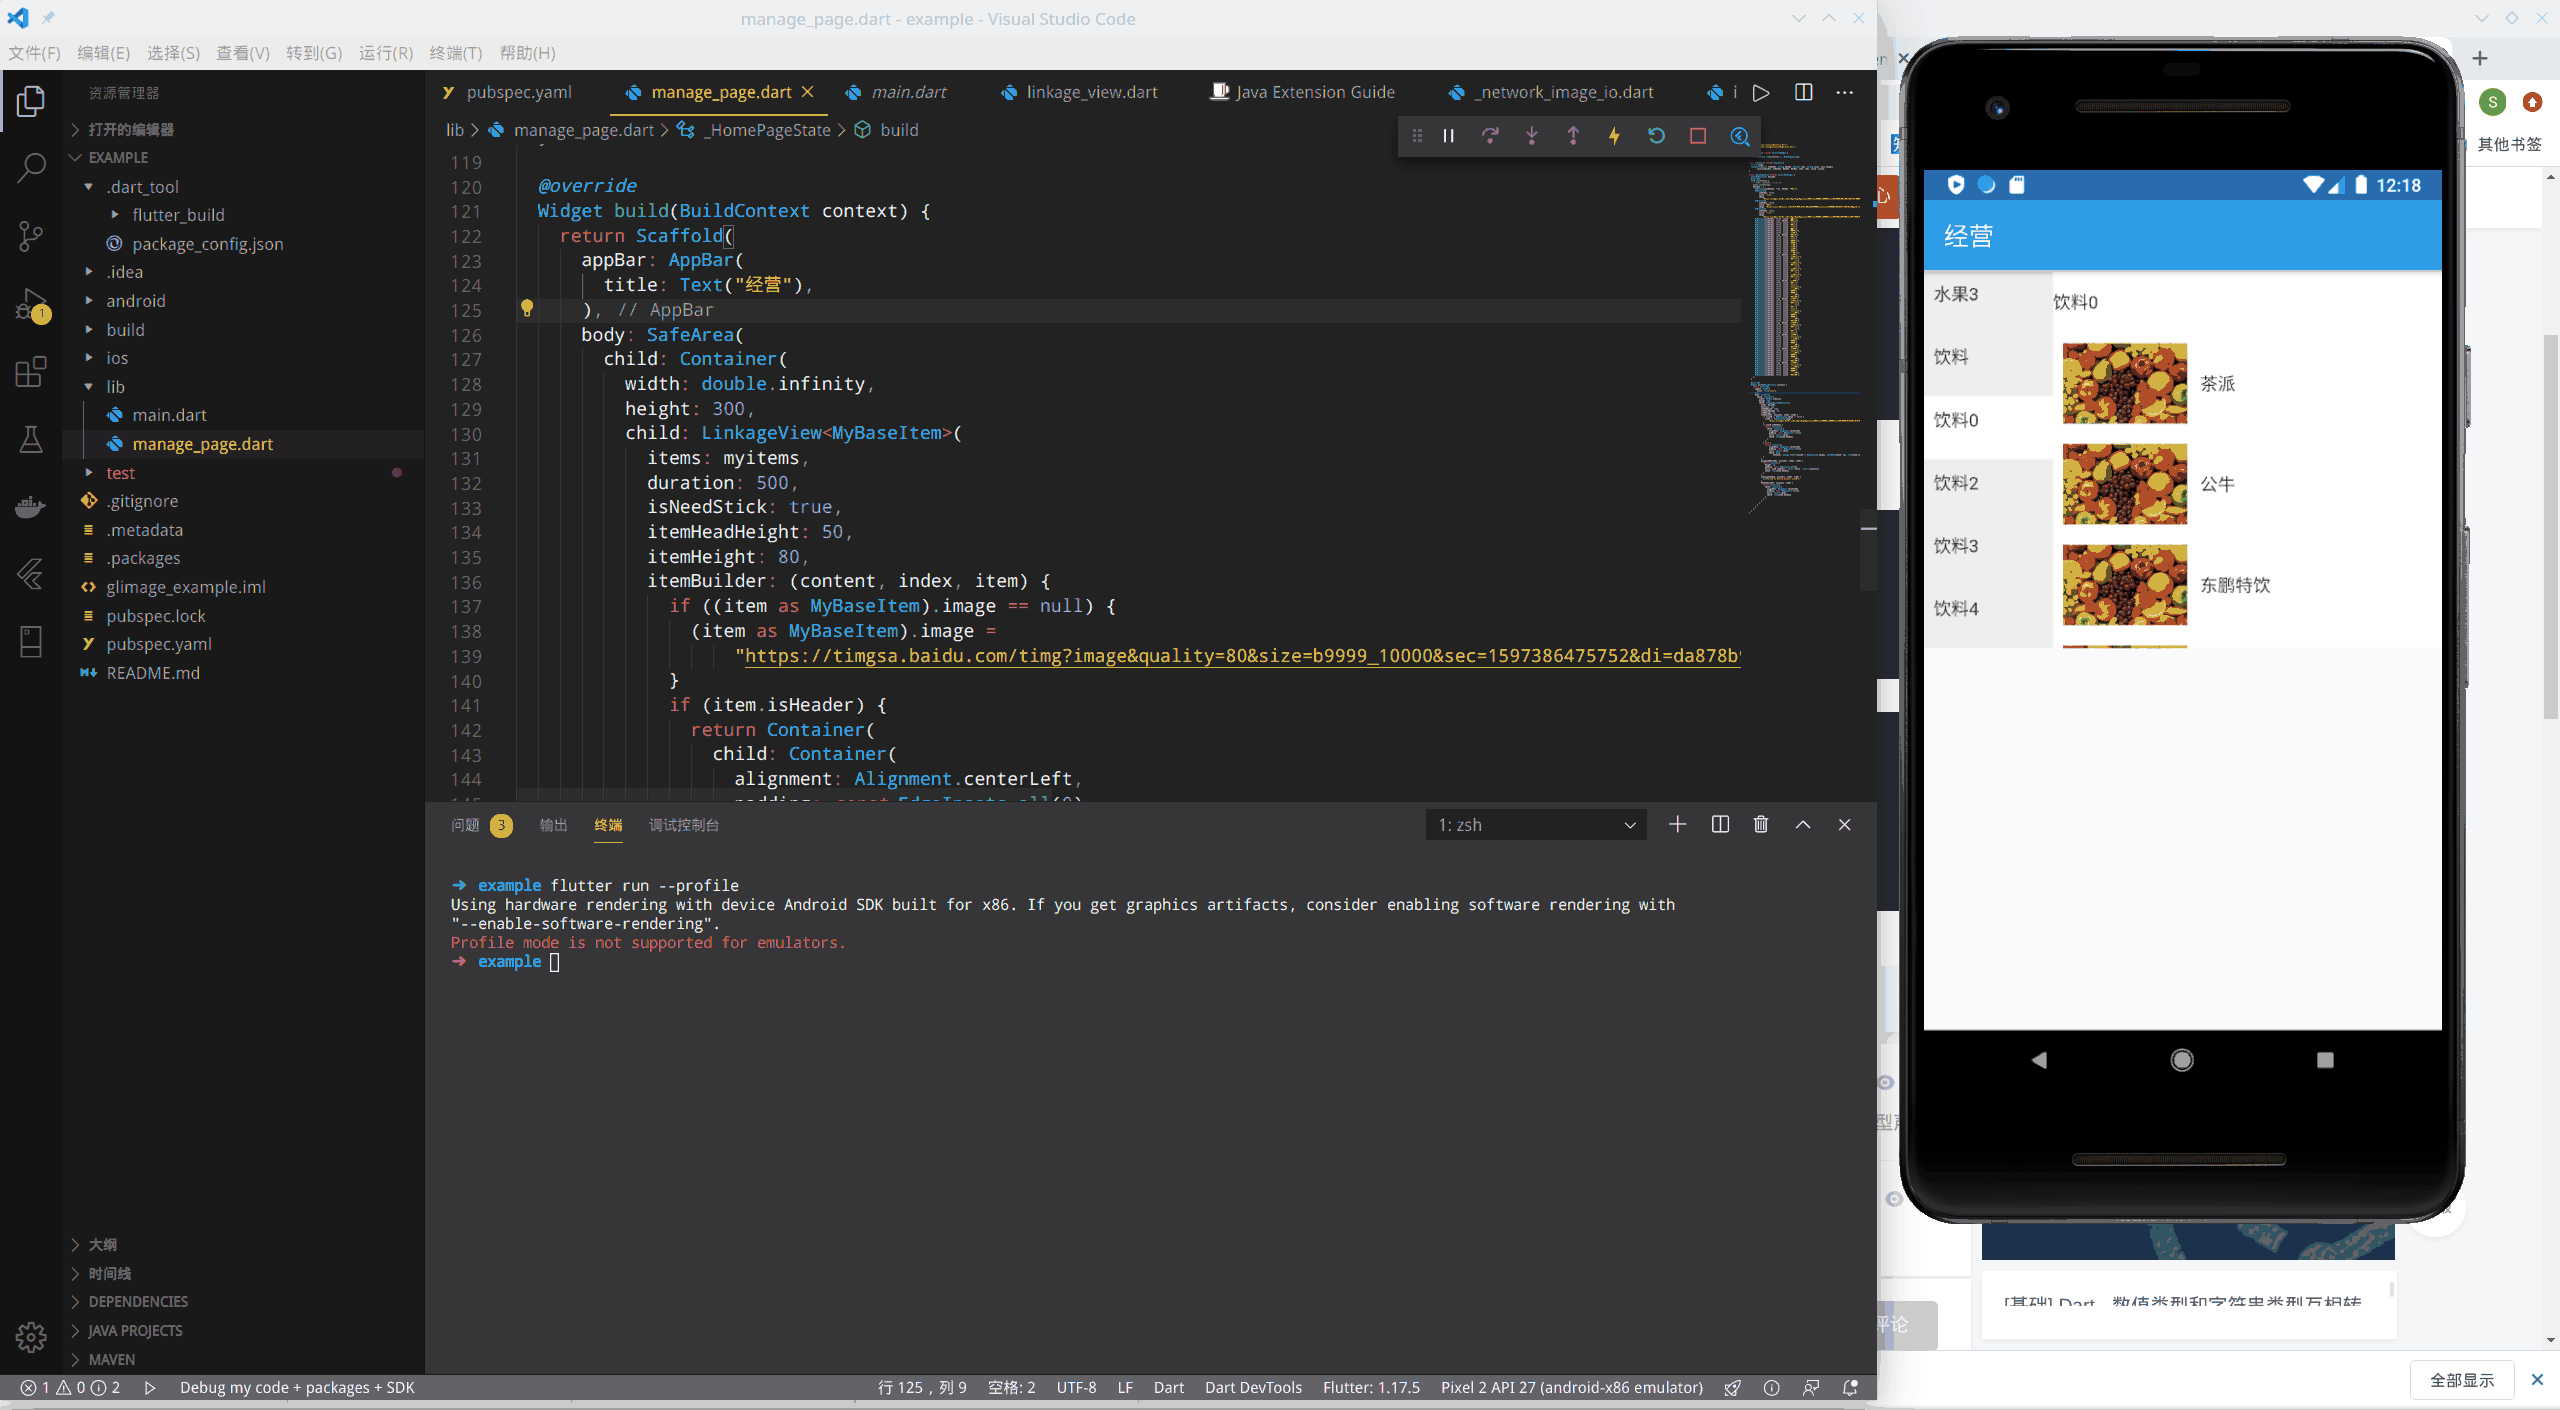 manage_page.dart - example - Visual Studio Code
文件(F) 编辑(E) 选择(S) 查看(V) 转到(G) 运行(R) 终端(T) 帮助(H)
资源管理器
打开的编辑器
EXAMPLE
.dart_tool
flutter_build
package_config.json
.idea
android
build
ios
lib
main.dart
manage_page.dart
test
.gitignore
.metadata
.packages
glimage_example.iml
pubspec.lock
pubspec.yaml
README.md
大纲
时间线
DEPENDENCIES
JAVA PROJECTS
MAVEN
pubspec.yaml manage_page.dart main.dart linkage_view.dart Java Extension Guide _network_image_io.dart i
lib > manage_page.dart > _HomePageState > build
119
120 @override
121 Widget build(BuildContext context) {
122 return Scaffold(
123 appBar: AppBar(
124 title: Text("经营"),
125 ), // AppBar
126 body: SafeArea(
127 child: Container(
128 width: double.infinity,
129 height: 300,
130 child: LinkageView<MyBaseItem>(
131 items: myitems,
132 duration: 500,
133 isNeedStick: true,
134 itemHeadHeight: 50,
135 itemHeight: 80,
136 itemBuilder: (content, index, item) {
137 if ((item as MyBaseItem).image == null) {
138 (item as MyBaseItem).image =
139 "https://timgsa.baidu.com/timg?image&quality=80&size=b9999_10000&sec=1597386475752&di=da878b
140 }
141 if (item.isHeader) {
142 return Container(
143 child: Container(
144 alignment: Alignment.centerLeft,
问题 3 输出 终端 调试控制台 1: zsh
➜ example flutter run --profile
Using hardware rendering with device Android SDK built for x86. If you get graphics artifacts, consider enabling software rendering with
"--enable-software-rendering".
Profile mode is not supported for emulators.
➜ example
1 0 2 Debug my code + packages + SDK 行 125，列 9 空格: 2 UTF-8 LF Dart Dart DevTools Flutter: 1.17.5 Pixel 2 API 27 (android-x86 emulator)
12:18
经营
水果3
饮料
饮料0
饮料2
饮料3
饮料4
饮料0
茶派
公牛
东鹏特饮
S
其他书签
评论
[基础] Dart 数值类型和字符串类型互相转
全部显示